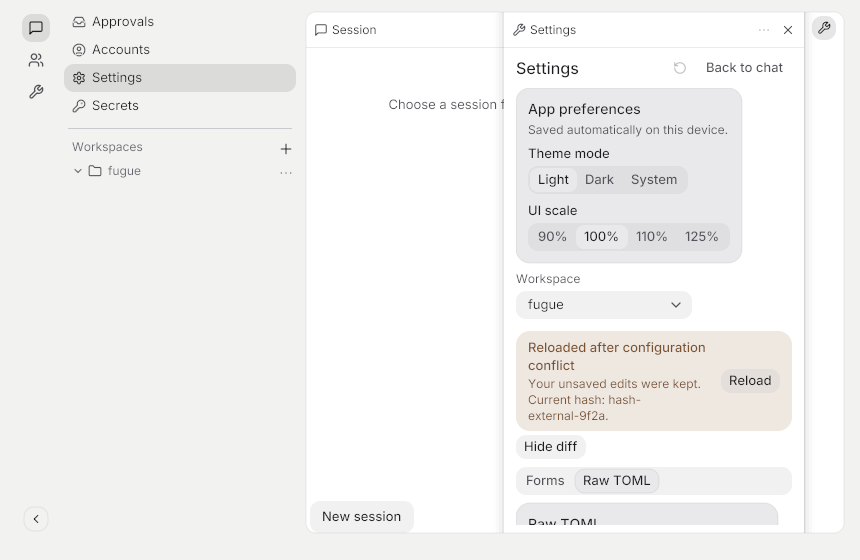 Approvals
Accounts
Settings
Secrets
Workspaces
fugue
Session
Choose a session f
New session
Settings
Settings
Back to chat
App preferences
Saved automatically on this device.
Theme mode
Light Dark System
UI scale
90% 100% 110% 125%
Workspace
fugue
Reloaded after configuration
conflict
Your unsaved edits were kept.
Current hash: hash-
external-9f2a.
Reload
Hide diff
Forms Raw TOML
Raw TOML